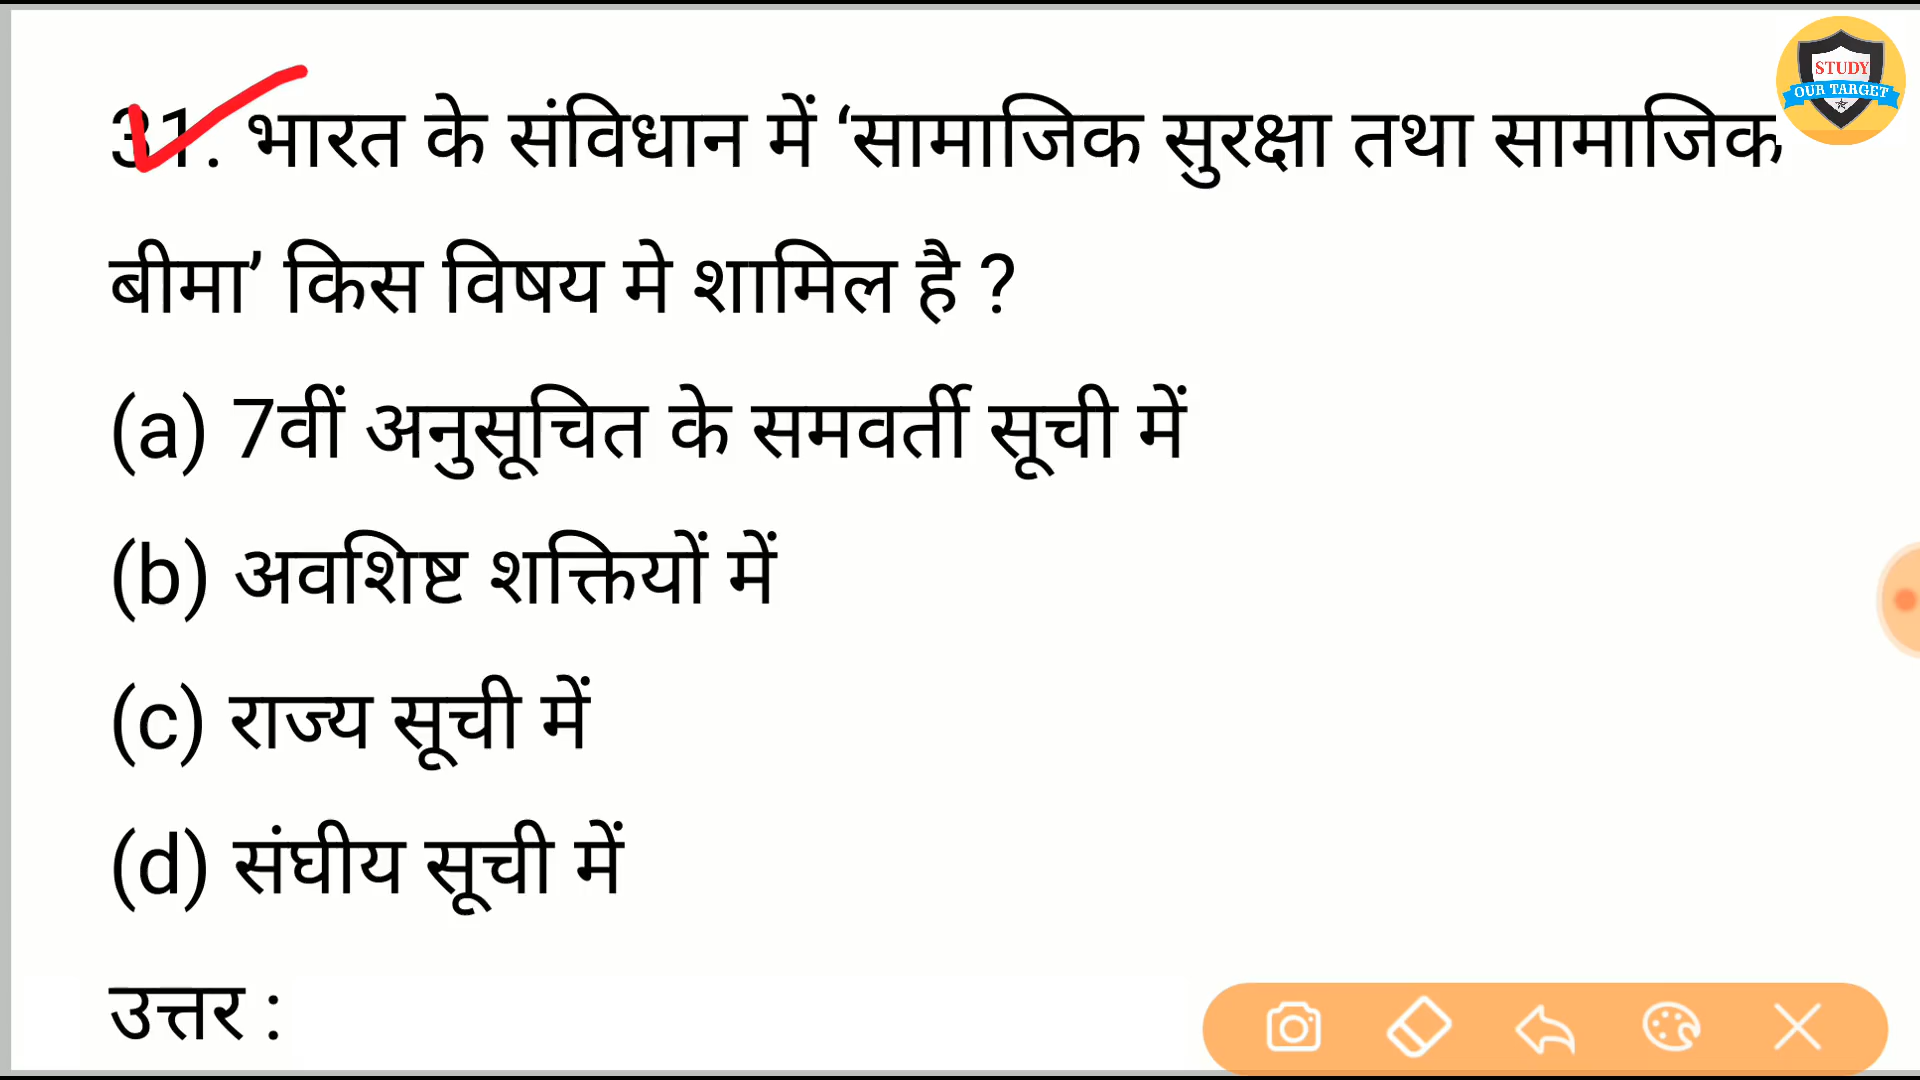 STUDY
OUR TARGET
31. भारत के संविधान में ‘सामाजिक सुरक्षा तथा सामाजिक
बीमा’ किस विषय मे शामिल है ?
(a) 7वीं अनुसूचित के समवर्ती सूची में
(b) अवशिष्ट शक्तियों में
(c) राज्य सूची में
(d) संघीय सूची में
उत्तर :